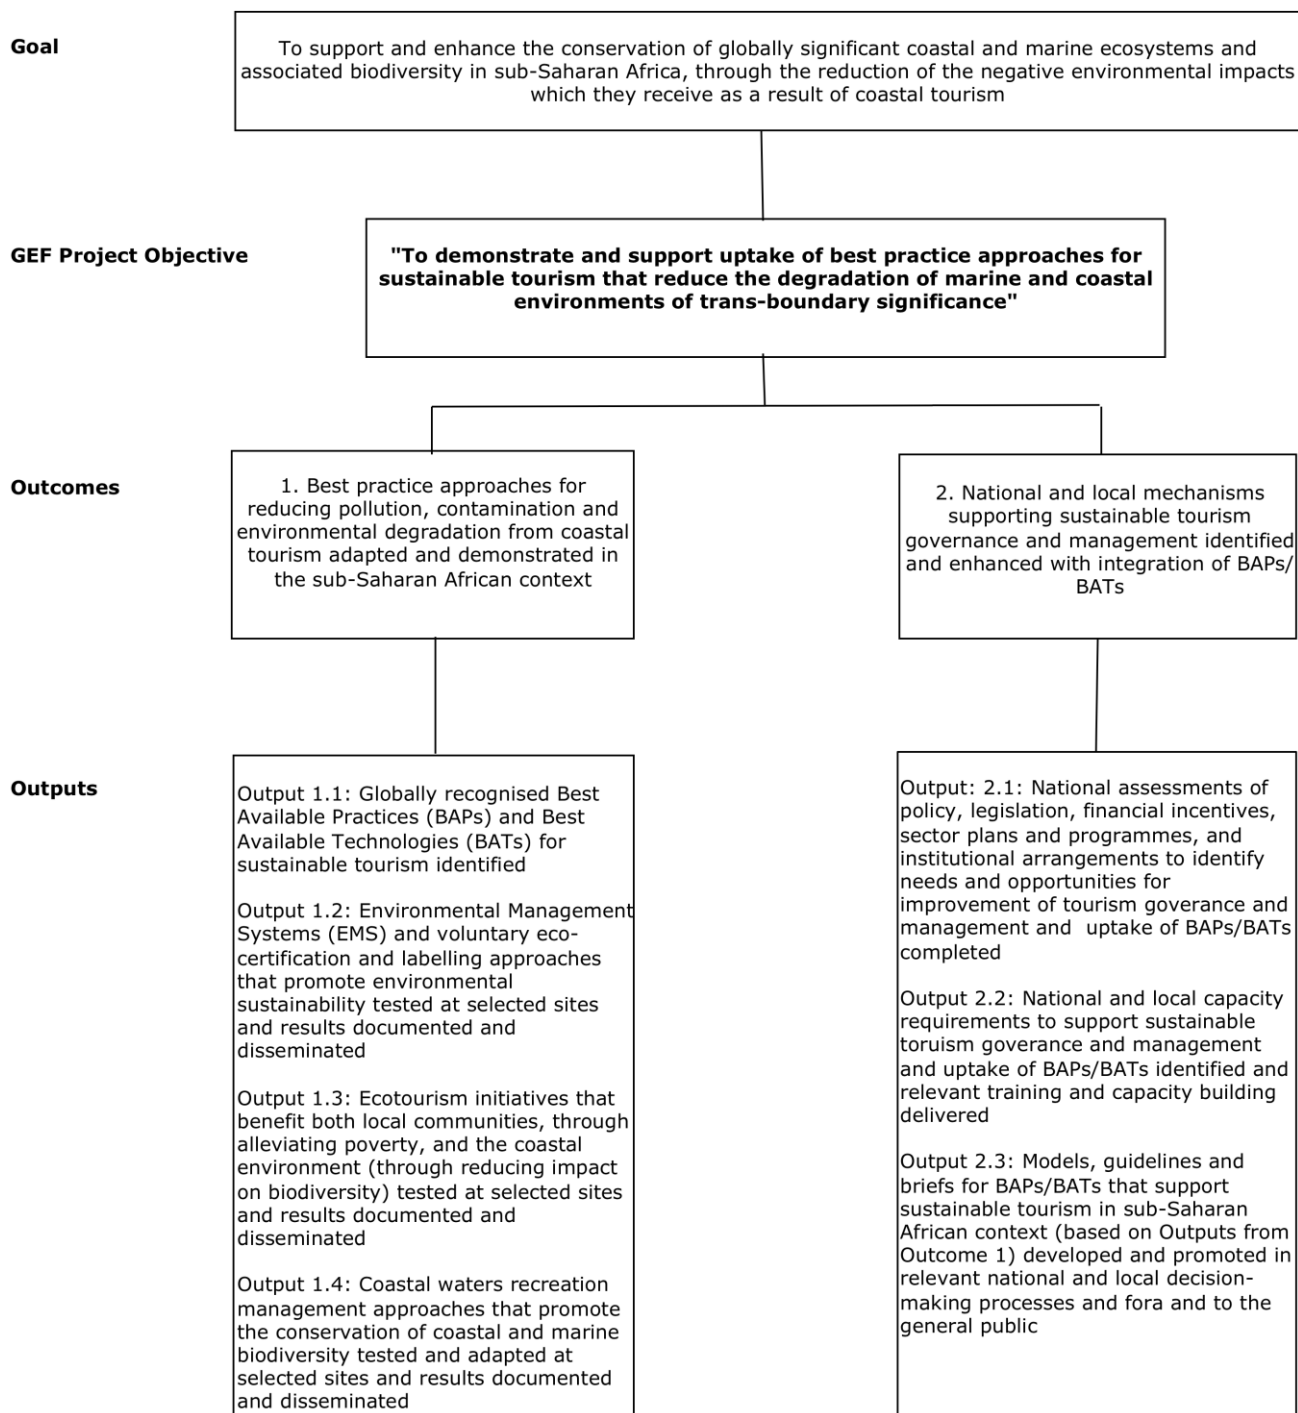 Goal
To support and enhance the conservation of globally significant coastal and marine ecosystems and
associated biodiversity in sub-Saharan Africa, through the reduction of the negative environmental impacts
which they receive as a result of coastal tourism
GEF Project Objective
"To demonstrate and support uptake of best practice approaches for
sustainable tourism that reduce the degradation of marine and coastal
environments of trans-boundary significance"
Outcomes
1. Best practice approaches for
reducing pollution, contamination and
environmental degradation from coastal
tourism adapted and demonstrated in
the sub-Saharan African context
2. National and local mechanisms
supporting sustainable tourism
governance and management identified
and enhanced with integration of BAPs/
BATs
Outputs
Output 1.1: Globally recognised Best
Available Practices (BAPs) and Best
Available Technologies (BATs) for
sustainable tourism identified
Output 1.2: Environmental Management
Systems (EMS) and voluntary eco-
certification and labelling approaches
that promote environmental
sustainability tested at selected sites
and results documented and
disseminated
Output 1.3: Ecotourism initiatives that
benefit both local communities, through
alleviating poverty, and the coastal
environment (through reducing impact
on biodiversity) tested at selected sites
and results documented and
disseminated
Output 1.4: Coastal waters recreation
management approaches that promote
the conservation of coastal and marine
biodiversity tested and adapted at
selected sites and results documented
and disseminated
Output: 2.1: National assessments of
policy, legislation, financial incentives,
sector plans and programmes, and
institutional arrangements to identify
needs and opportunities for
improvement of tourism goverance and
management and  uptake of BAPs/BATs
completed
Output 2.2: National and local capacity
requirements to support sustainable
toruism goverance and management
and uptake of BAPs/BATs identified and
relevant training and capacity building
delivered
Output 2.3: Models, guidelines and
briefs for BAPs/BATs that support
sustainable tourism in sub-Saharan
African context (based on Outputs from
Outcome 1) developed and promoted in
relevant national and local decision-
making processes and fora and to the
general public